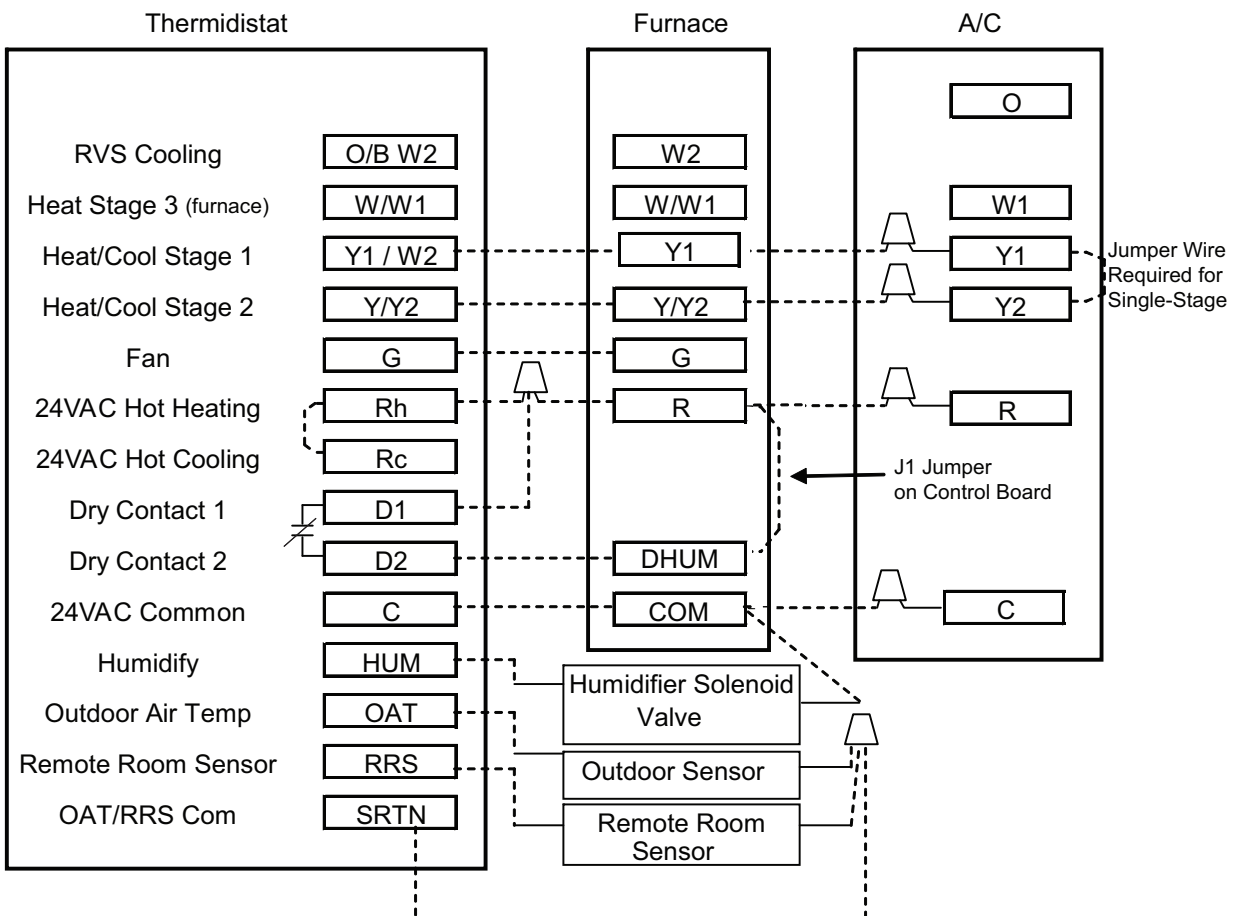 Thermidistat
Furnace
A/C
O
RVS Cooling
O/B W2
W2
Heat Stage 3 (furnace)
W/W1
W/W1
W1
Heat/Cool Stage 1
Y1 / W2
Y1
Y1
Jumper Wire
Required for
Single-Stage
Heat/Cool Stage 2
Y/Y2
Y/Y2
Y2
Fan
G
G
24VAC Hot Heating
Rh
R
R
24VAC Hot Cooling
Rc
J1 Jumper
on Control Board
Dry Contact 1
D1
Dry Contact 2
D2
DHUM
24VAC Common
C
COM
C
Humidify
HUM
Humidifier Solenoid
Valve
Outdoor Air Temp
OAT
Outdoor Sensor
Remote Room Sensor
RRS
Remote Room
Sensor
OAT/RRS Com
SRTN